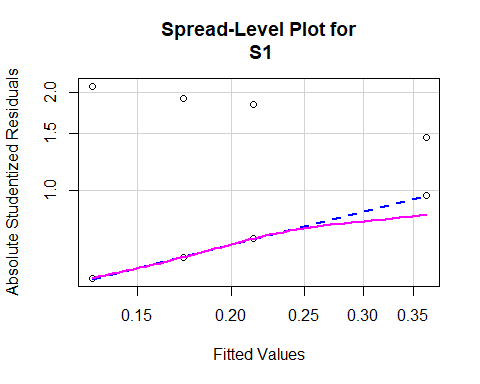 Spread-Level Plot for
S1
Absolute Studentized Residuals
2.0
1.5
1.0
0.15 0.20 0.25 0.30 0.35
Fitted Values